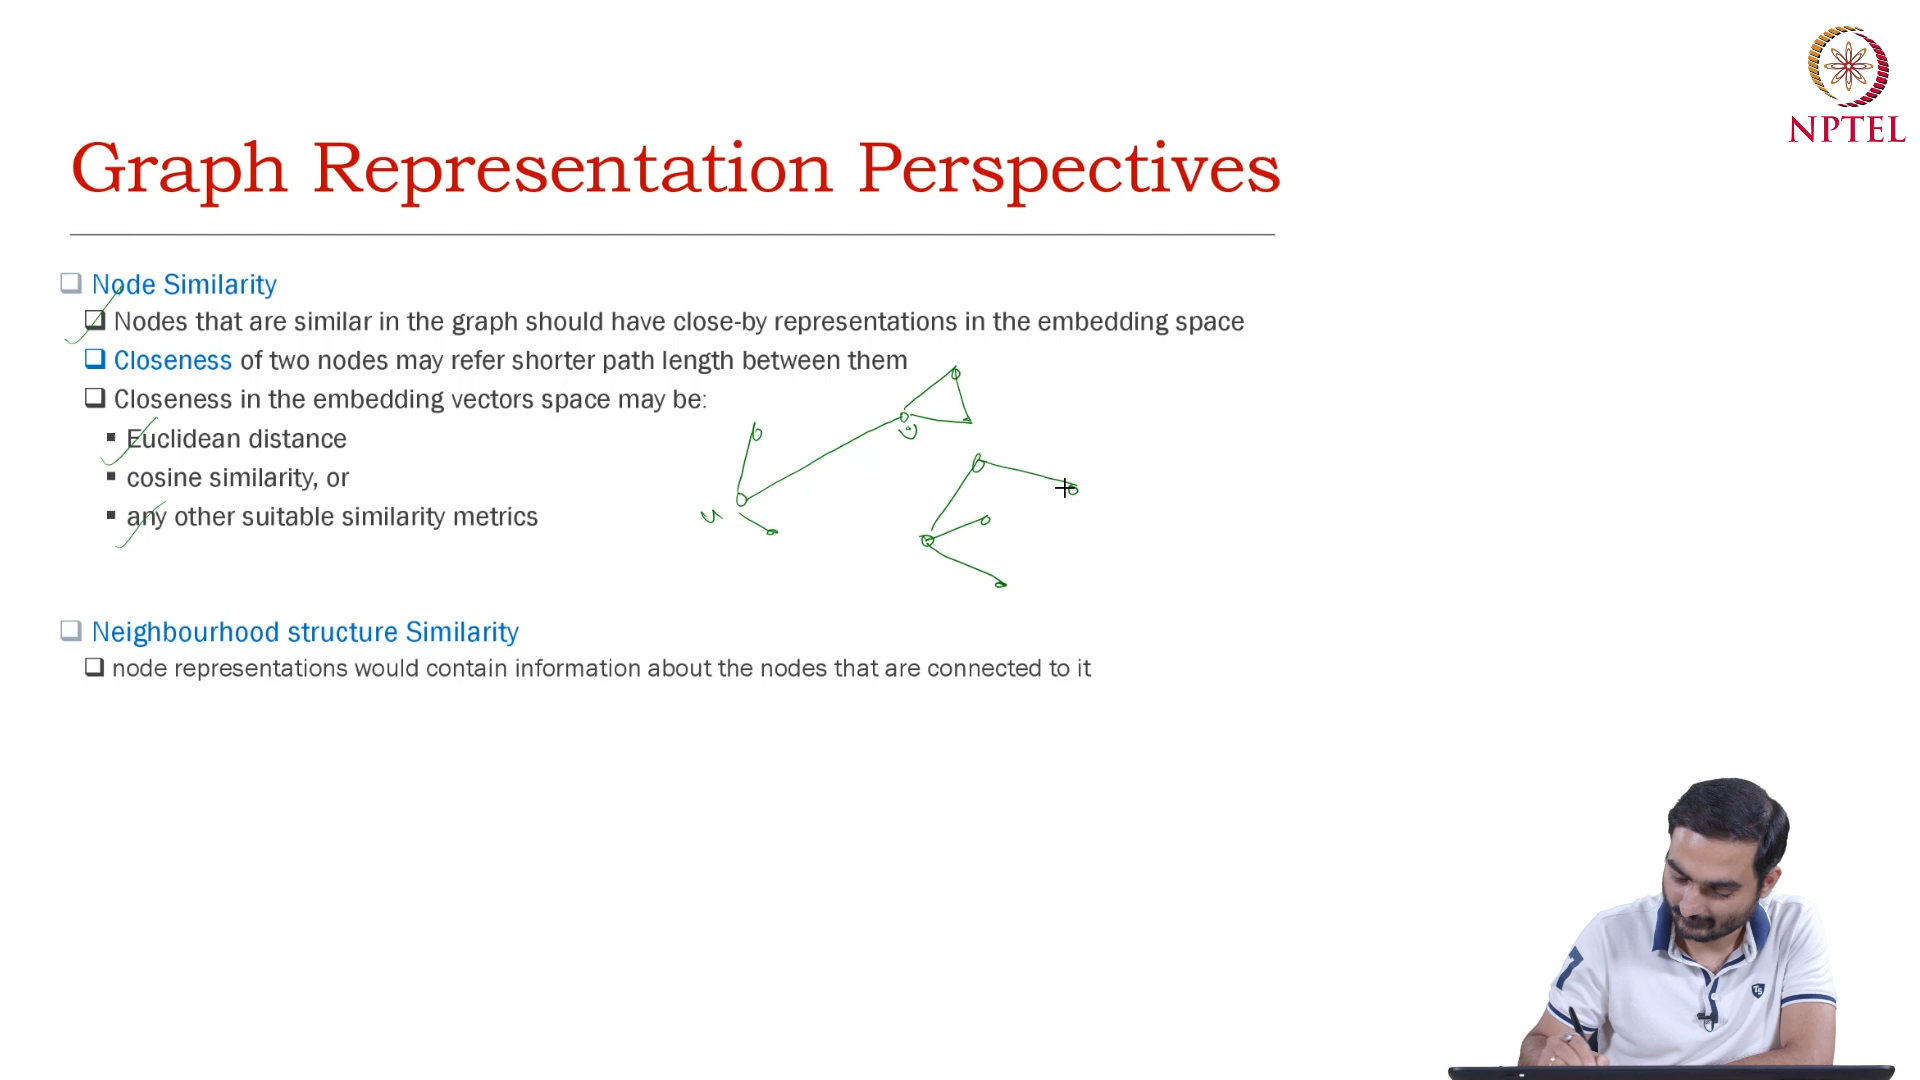 NPTEL
Graph Representation Perspectives
Node Similarity
Nodes that are similar in the graph should have close-by representations in the embedding space
Closeness of two nodes may refer shorter path length between them
Closeness in the embedding vectors space may be:
Euclidean distance
cosine similarity, or
any other suitable similarity metrics
u
v
Neighbourhood structure Similarity
node representations would contain information about the nodes that are connected to it